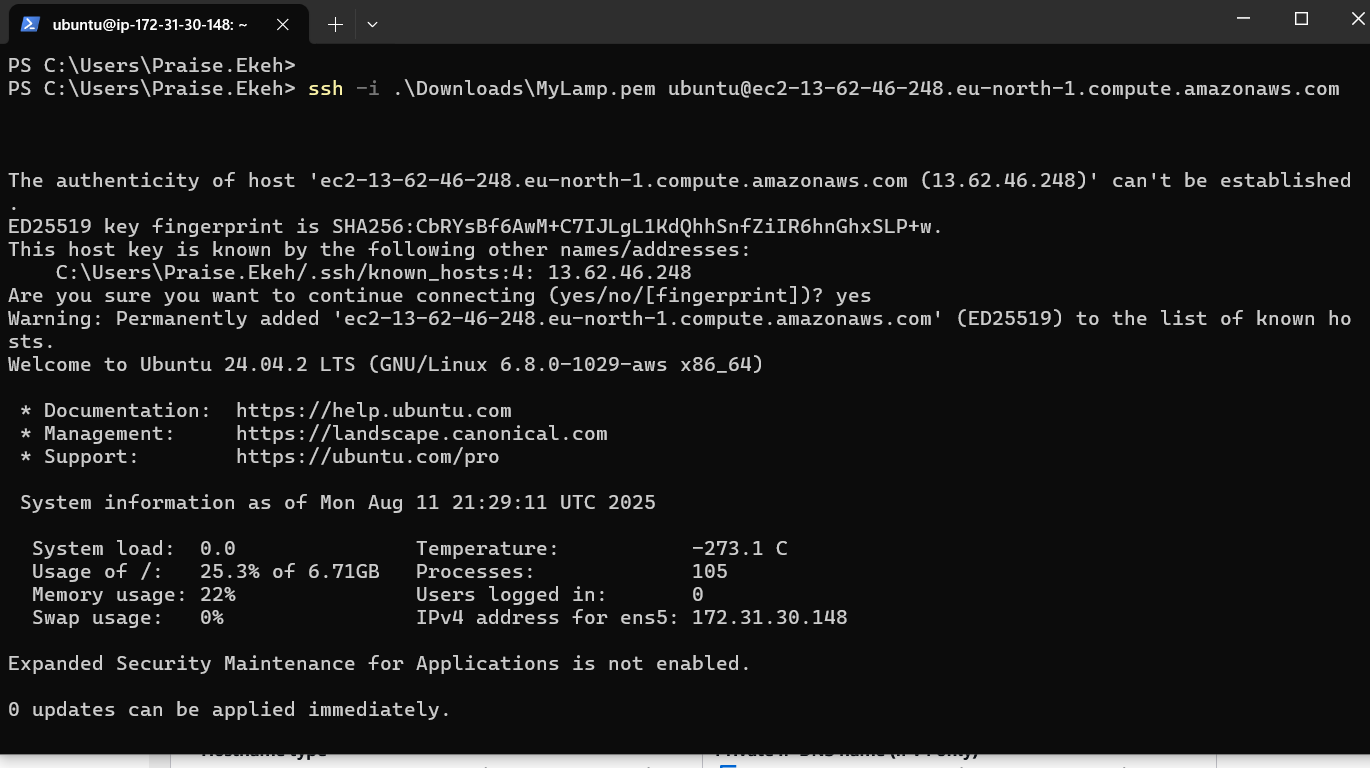 ubuntu@ip-172-31-30-148: ~
PS C:\Users\Praise.Ekeh>
PS C:\Users\Praise.Ekeh> ssh -i .\Downloads\MyLamp.pem ubuntu@ec2-13-62-46-248.eu-north-1.compute.amazonaws.com
The authenticity of host 'ec2-13-62-46-248.eu-north-1.compute.amazonaws.com (13.62.46.248)' can't be established
.
ED25519 key fingerprint is SHA256:CbRYsBf6AwM+C7IJLgL1KdQhhSnfZiIR6hnGhxSLP+w.
This host key is known by the following other names/addresses:
    C:\Users\Praise.Ekeh/.ssh/known_hosts:4: 13.62.46.248
Are you sure you want to continue connecting (yes/no/[fingerprint])? yes
Warning: Permanently added 'ec2-13-62-46-248.eu-north-1.compute.amazonaws.com' (ED25519) to the list of known ho
sts.
Welcome to Ubuntu 24.04.2 LTS (GNU/Linux 6.8.0-1029-aws x86_64)
 * Documentation:  https://help.ubuntu.com
 * Management:     https://landscape.canonical.com
 * Support:        https://ubuntu.com/pro
 System information as of Mon Aug 11 21:29:11 UTC 2025
  System load:  0.0               Temperature:           -273.1 C
  Usage of /:   25.3% of 6.71GB   Processes:             105
  Memory usage: 22%               Users logged in:       0
  Swap usage:   0%                IPv4 address for ens5: 172.31.30.148
Expanded Security Maintenance for Applications is not enabled.
0 updates can be applied immediately.